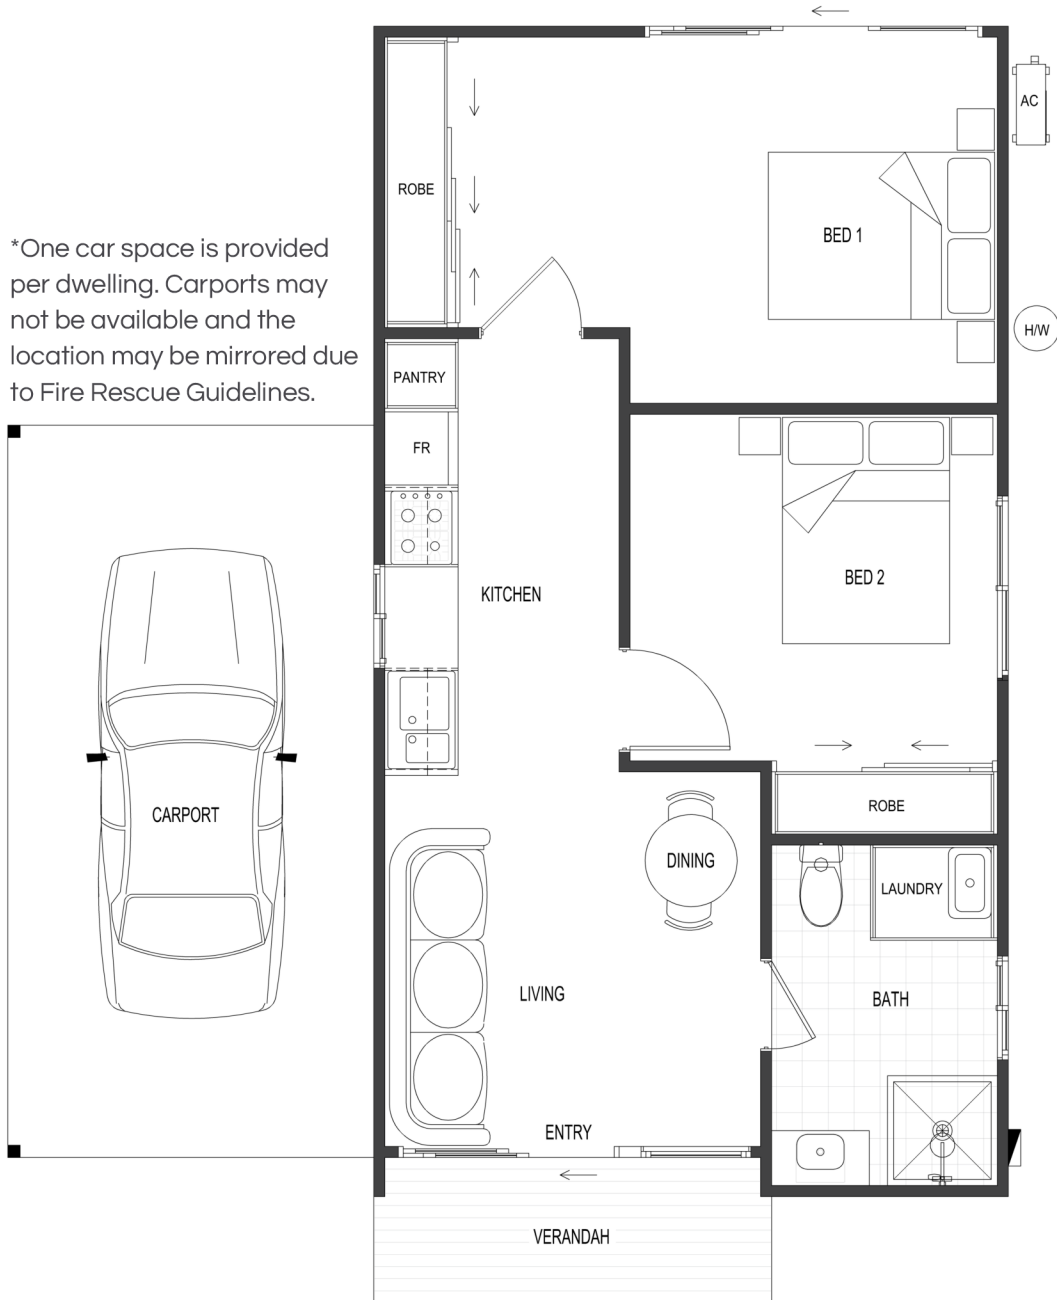 AC
ROBE
BED 1
*One car space is provided
per dwelling. Carports may
not be available and the
location may be mirrored due
to Fire Rescue Guidelines.
H/W
PANTRY
FR
KITCHEN
BED 2
CARPORT
ROBE
DINING
LAUNDRY
LIVING
BATH
ENTRY
VERANDAH